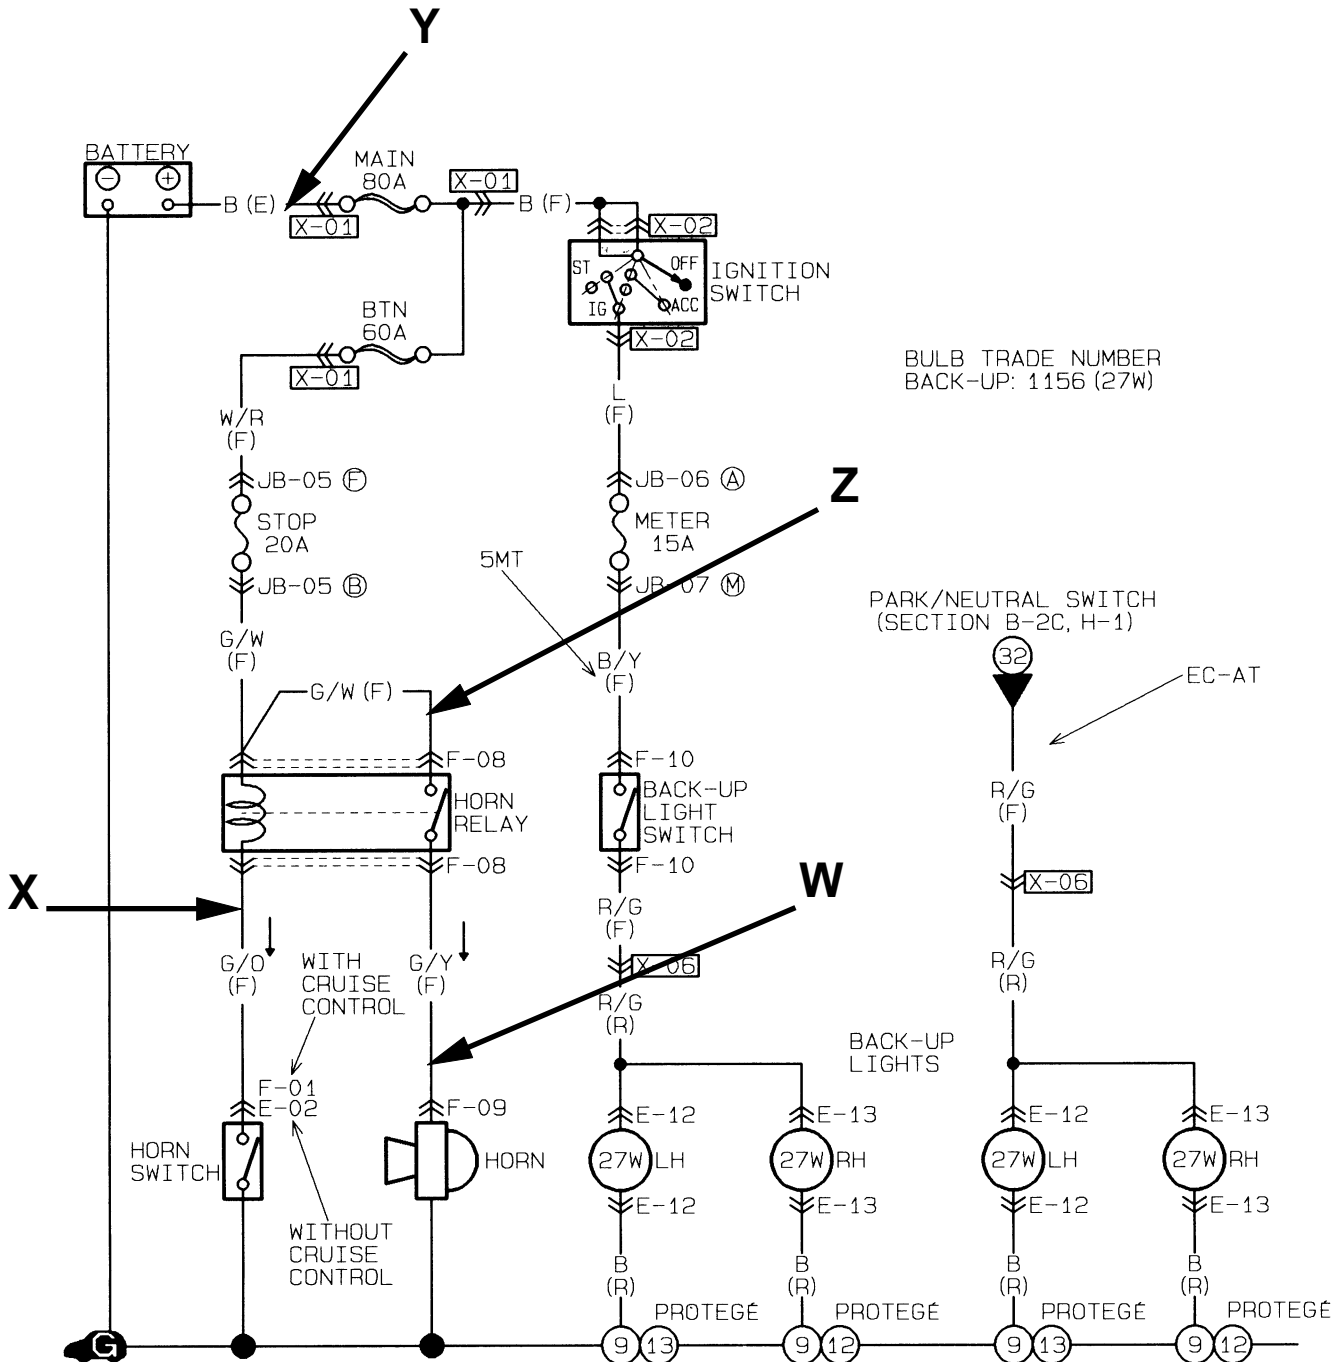 Y
BATTERY
MAIN
80A
X-01
B (E)
X-01
B (F)
X-02
ST
OFF
IG
ACC
IGNITION
SWITCH
X-02
BTN
60A
X-01
BULB TRADE NUMBER
BACK-UP: 1156 (27W)
W/R
(F)
L
(F)
JB-05 F
JB-06 A
Z
STOP
20A
METER
15A
5MT
JB-05 B
JB-07 M
PARK/NEUTRAL SWITCH
(SECTION B-2C, H-1)
32
G/W
(F)
B/Y
(F)
EC-AT
G/W (F)
F-08
F-10
HORN
RELAY
BACK-UP
LIGHT
SWITCH
R/G
(F)
F-08
F-10
X
W
X-06
R/G
(F)
G/O
(F)
WITH
CRUISE
CONTROL
G/Y
(F)
X-06
R/G
(R)
R/G
(R)
BACK-UP
LIGHTS
F-01
E-02
F-09
E-12
E-13
E-12
E-13
HORN
SWITCH
HORN
27W LH
27W RH
27W LH
27W RH
E-12
E-13
E-12
E-13
WITHOUT
CRUISE
CONTROL
B
(R)
B
(R)
B
(R)
B
(R)
PROTEGÉ
PROTEGÉ
PROTEGÉ
PROTEGÉ
G
9 13
9 12
9 13
9 12